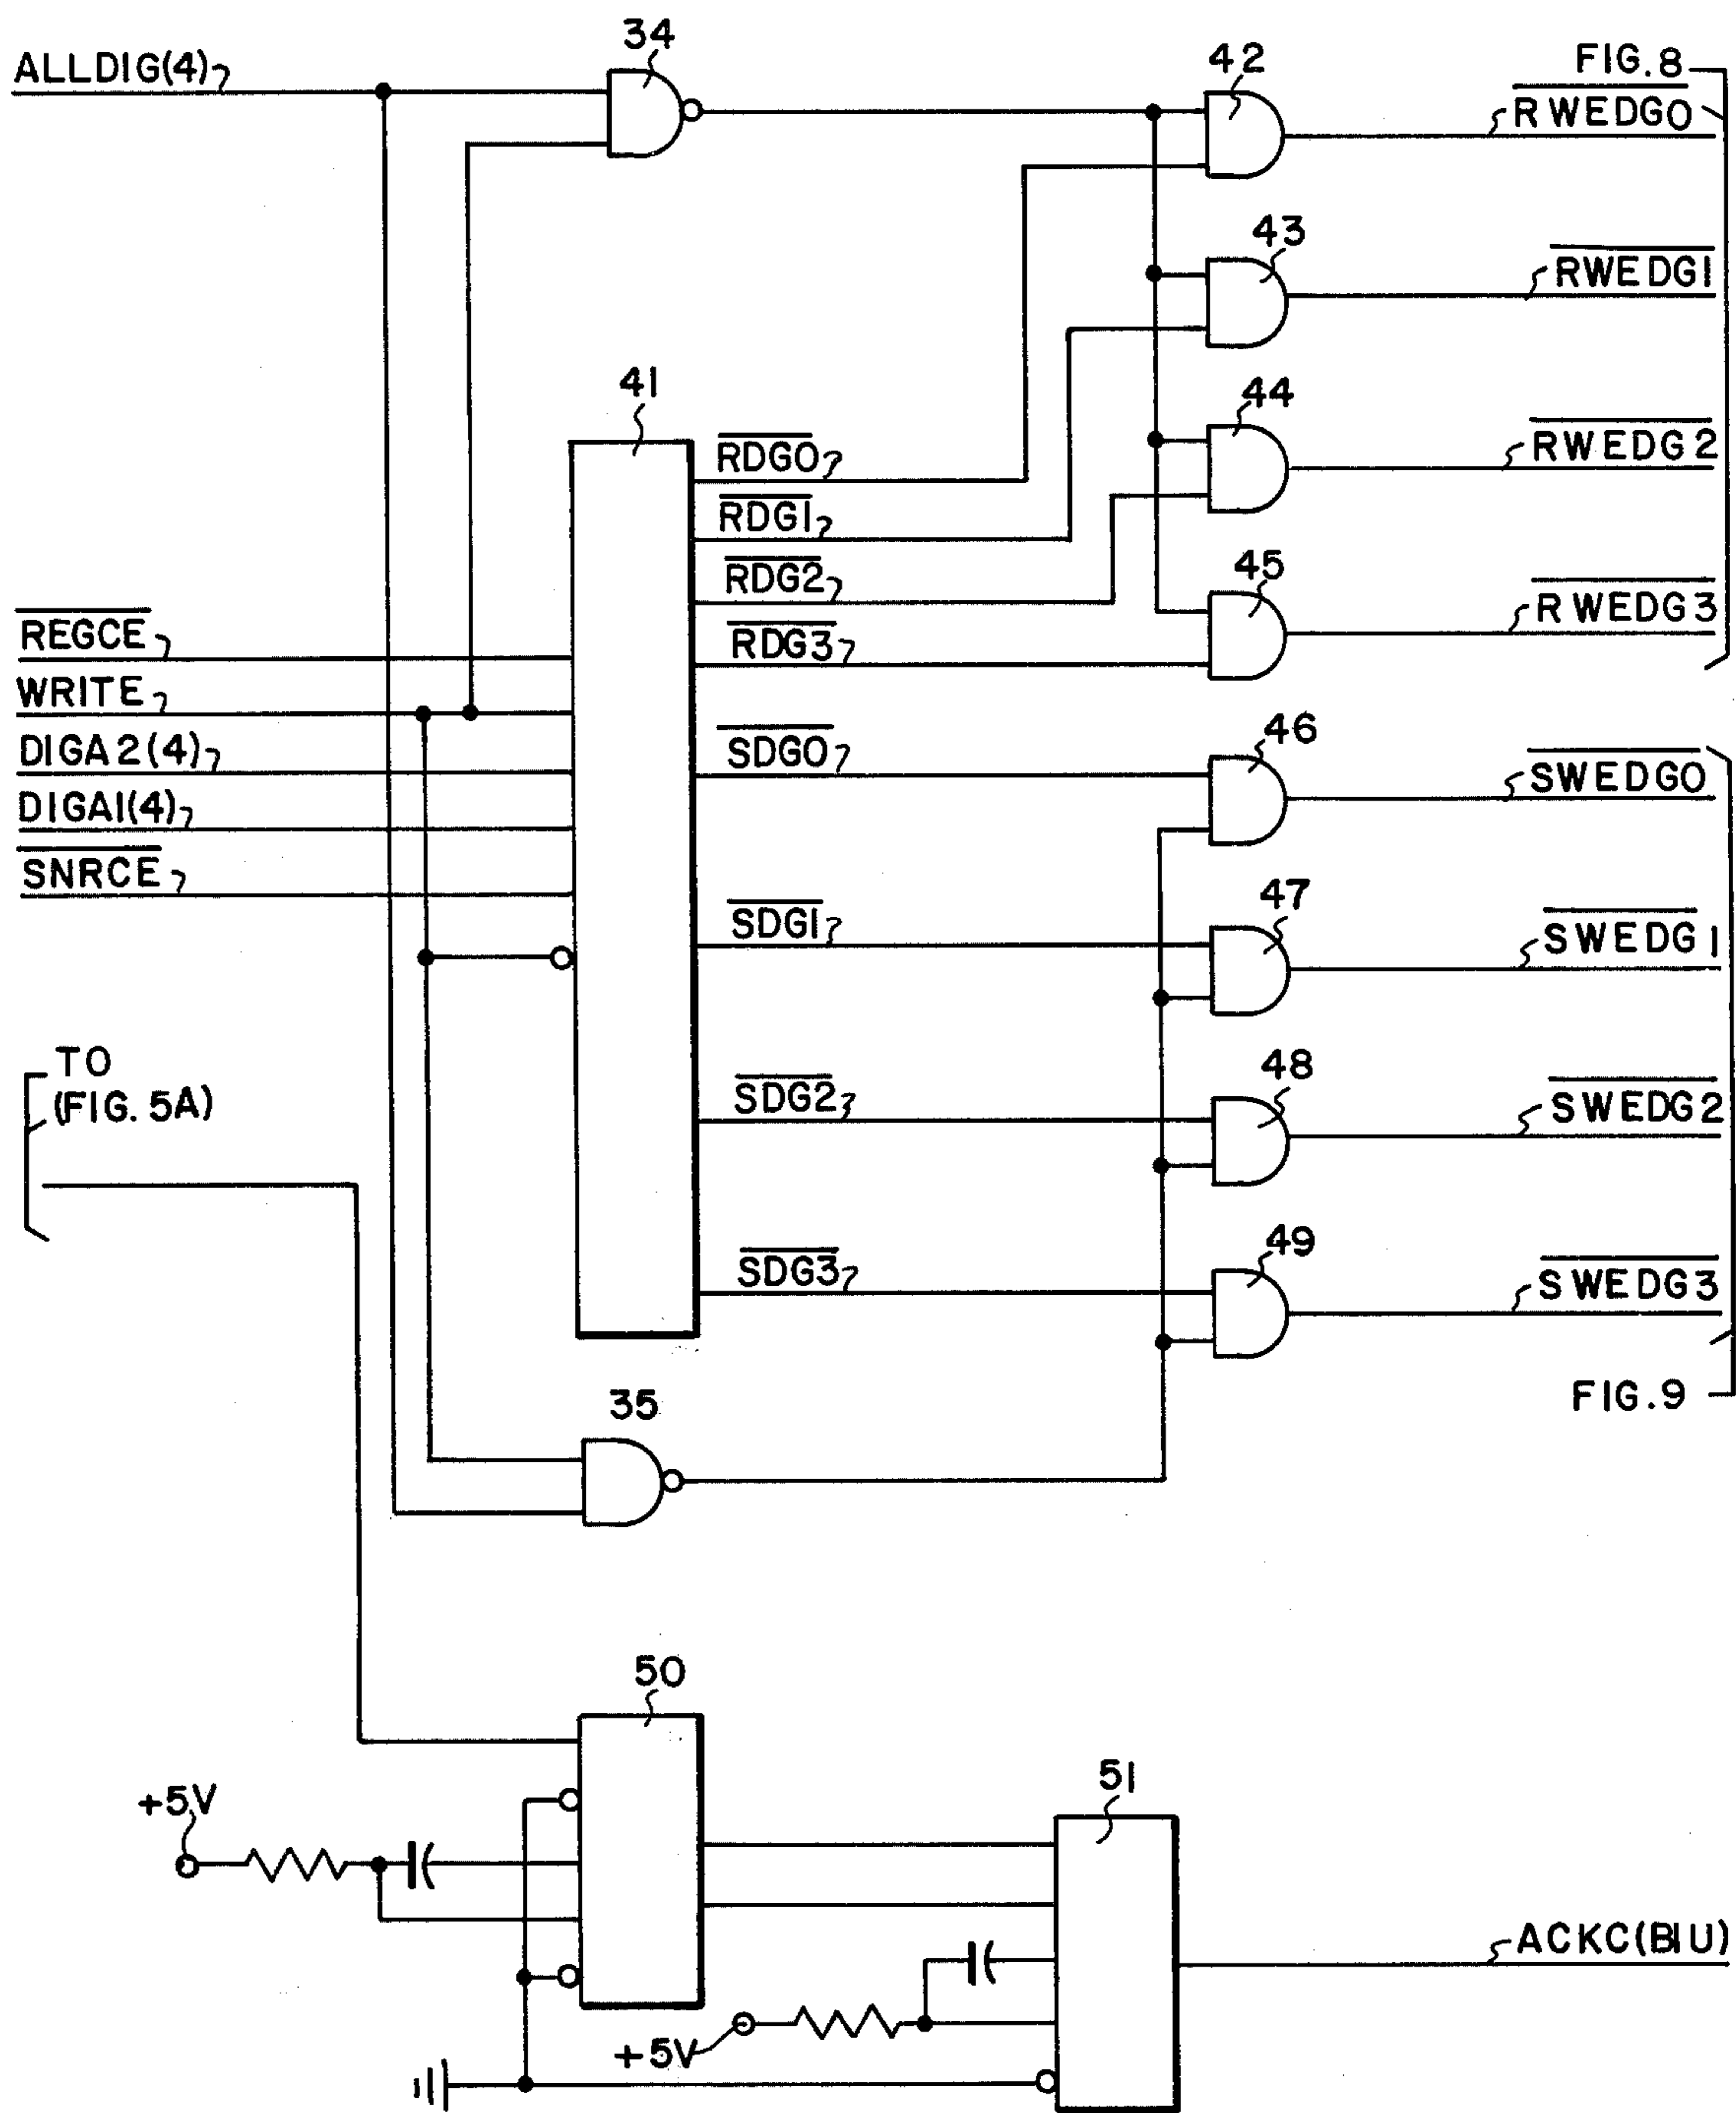 34
ALLDIG(4)
42
FIG. 8
RWEDG0
43
RWEDG1
41
44
RDG0
RWEDG2
RDG1
45
RDG2
RWEDG3
REGCE
RDG3
WRITE
46
DIGA2(4)
SDG0
SWEDG0
DIGA1(4)
SNRCE
47
SDG1
SWEDG1
TO
(FIG. 5A)
48
SDG2
SWEDG2
49
SDG3
SWEDG3
35
FIG. 9
50
51
+5V
ACKC(BIU)
+5V